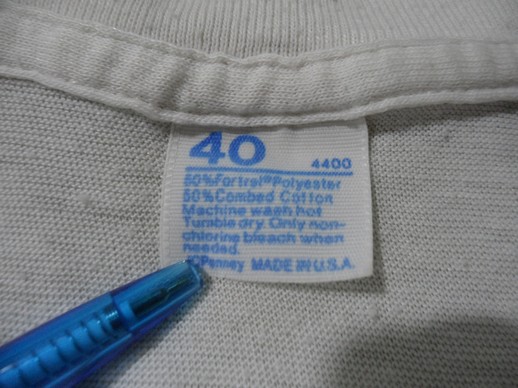 40
4400
50% Fortrel® Polyester
50% Combed Cotton
Machine wash hot
Tumble dry. Only non-
chlorine bleach when
needed.
JCPenney MADE IN U.S.A.